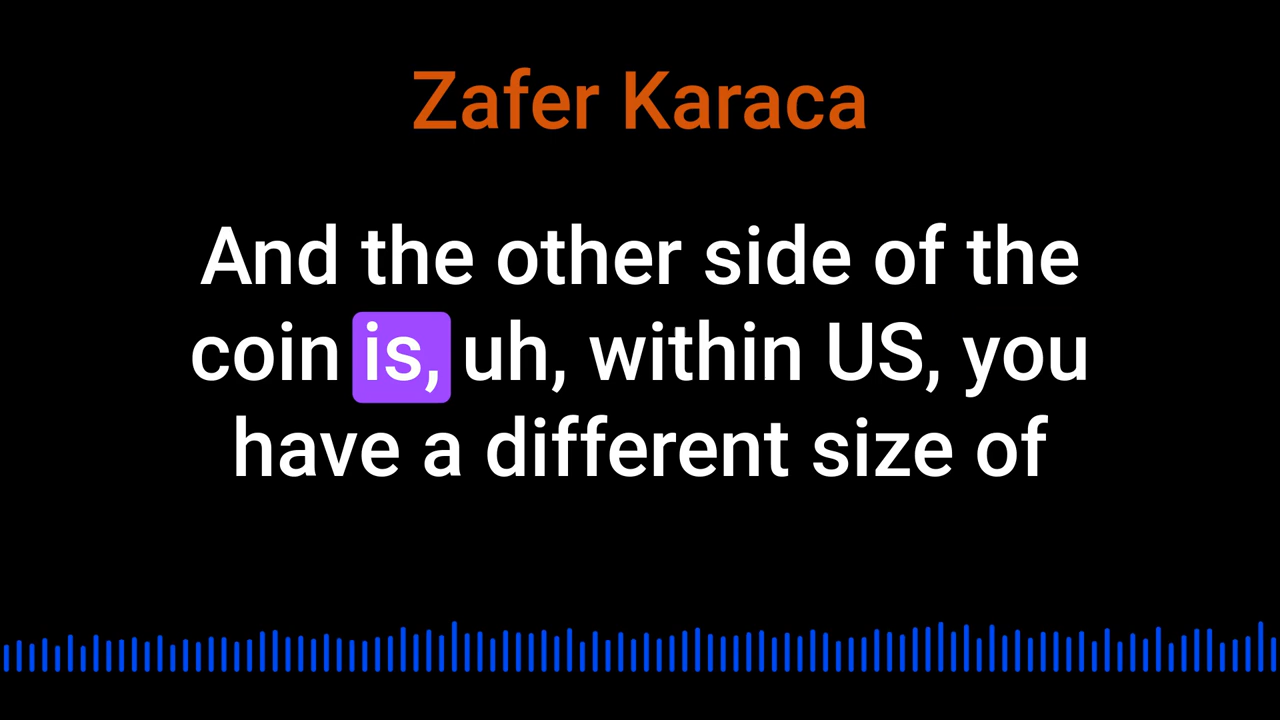 Zafer Karaca
And the other side of the
coin is, uh, within US, you
have a different size of